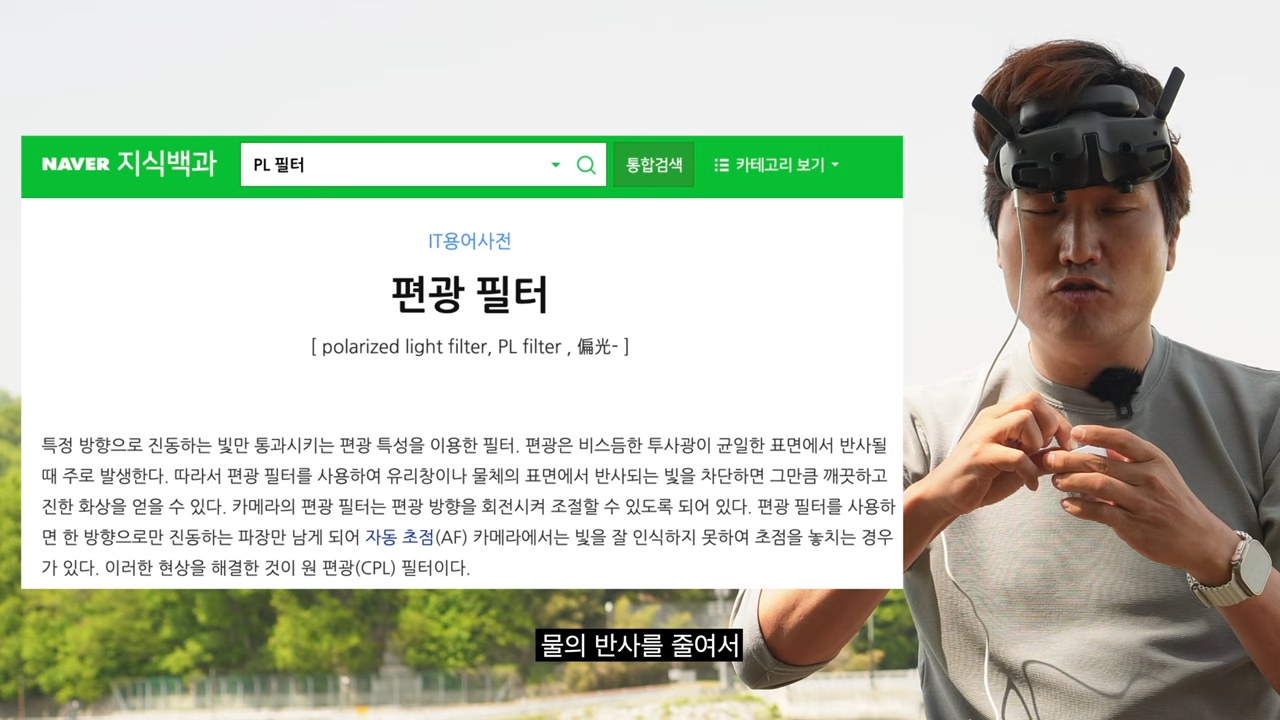 NAVER 지식백과 PL 필터 통합검색 카테고리 보기
IT용어사전
편광 필터
[ polarized light filter, PL filter , 偏光- ]
특정 방향으로 진동하는 빛만 통과시키는 편광 특성을 이용한 필터. 편광은 비스듬한 투사광이 균일한 표면에서 반사될
때 주로 발생한다. 따라서 편광 필터를 사용하여 유리창이나 물체의 표면에서 반사되는 빛을 차단하면 그만큼 깨끗하고
진한 화상을 얻을 수 있다. 카메라의 편광 필터는 편광 방향을 회전시켜 조절할 수 있도록 되어 있다. 편광 필터를 사용하
면 한 방향으로만 진동하는 파장만 남게 되어 자동 초점(AF) 카메라에서는 빛을 잘 인식하지 못하여 초점을 놓치는 경우
가 있다. 이러한 현상을 해결한 것이 원 편광(CPL) 필터이다.
물의 반사를 줄여서